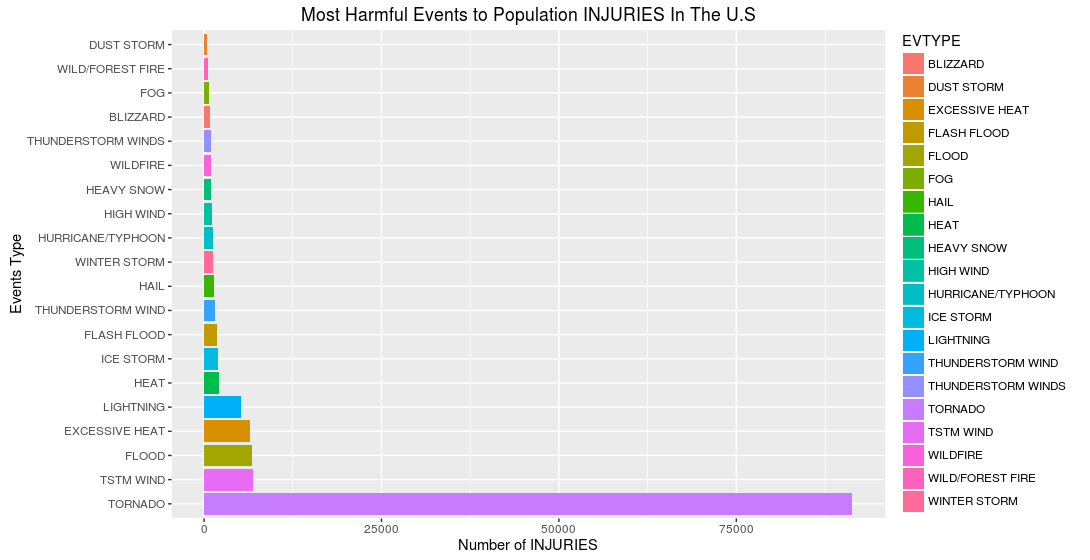 Most Harmful Events to Population INJURIES In The U.S
Events Type
DUST STORM
WILD/FOREST FIRE
FOG
BLIZZARD
THUNDERSTORM WINDS
WILDFIRE
HEAVY SNOW
HIGH WIND
HURRICANE/TYPHOON
WINTER STORM
HAIL
THUNDERSTORM WIND
FLASH FLOOD
ICE STORM
HEAT
LIGHTNING
EXCESSIVE HEAT
FLOOD
TSTM WIND
TORNADO
0 25000 50000 75000
Number of INJURIES
EVTYPE
BLIZZARD
DUST STORM
EXCESSIVE HEAT
FLASH FLOOD
FLOOD
FOG
HAIL
HEAT
HEAVY SNOW
HIGH WIND
HURRICANE/TYPHOON
ICE STORM
LIGHTNING
THUNDERSTORM WIND
THUNDERSTORM WINDS
TORNADO
TSTM WIND
WILDFIRE
WILD/FOREST FIRE
WINTER STORM